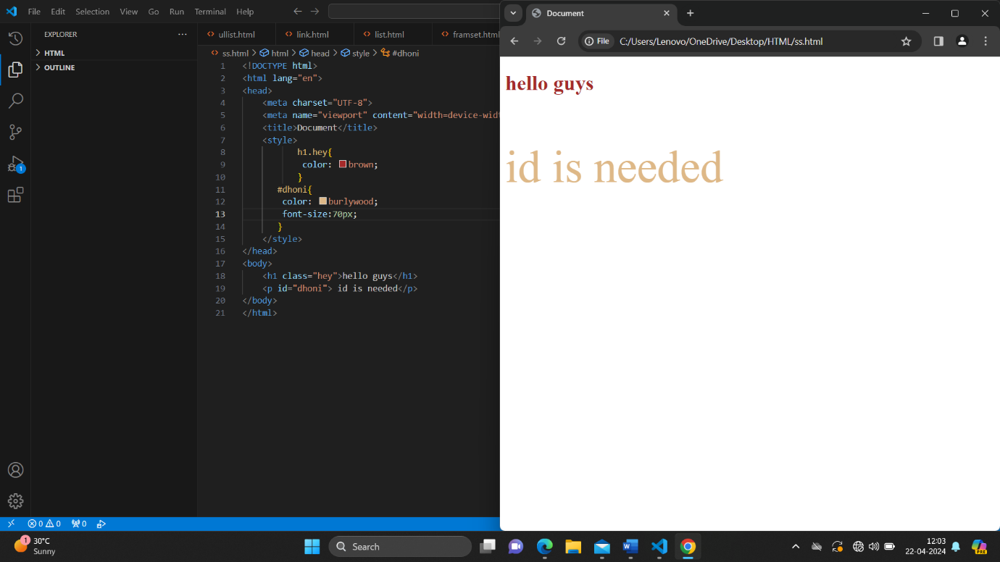 File Edit Selection View Go Run Terminal Help
EXPLORER
HTML
OUTLINE
1
ullist.html link.html list.html framset.html
ss.html > html > head > style > #dhoni
1 <!DOCTYPE html>
2 <html lang="en">
3 <head>
4 <meta charset="UTF-8">
5 <meta name="viewport" content="width=device-widt
6 <title>Document</title>
7 <style>
8 h1.hey{
9 color: brown;
10 }
11 #dhoni{
12 color: burlywood;
13 font-size:70px;
14 }
15 </style>
16 </head>
17 <body>
18 <h1 class="hey">hello guys</h1>
19 <p id="dhoni"> id is needed</p>
20 </body>
21 </html>
0 0 0
Document
File C:/Users/Lenovo/OneDrive/Desktop/HTML/ss.html
hello guys
id is needed
1
30°C
Sunny
Search
12:03
22-04-2024
PRE